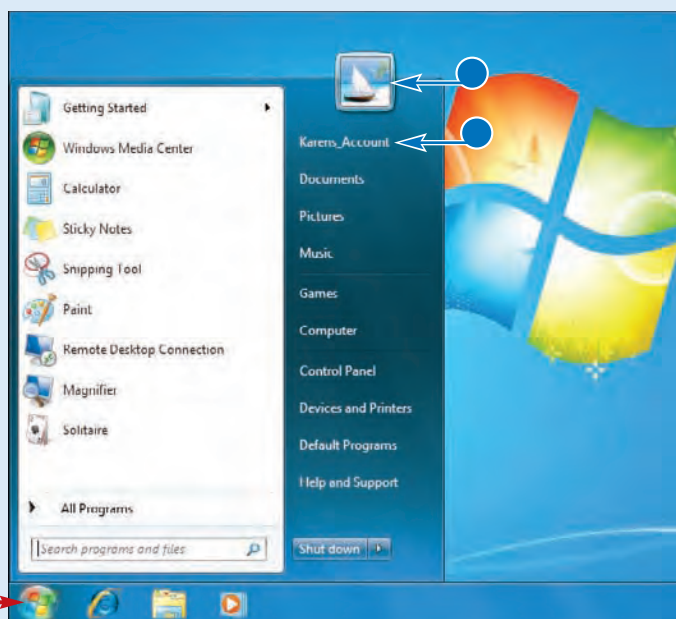 Getting Started
Windows Media Center
Calculator
Sticky Notes
Snipping Tool
Paint
Remote Desktop Connection
Magnifier
Solitaire
All Programs
Search programs and files
Karens_Account
Documents
Pictures
Music
Games
Computer
Control Panel
Devices and Printers
Default Programs
Help and Support
Shut down